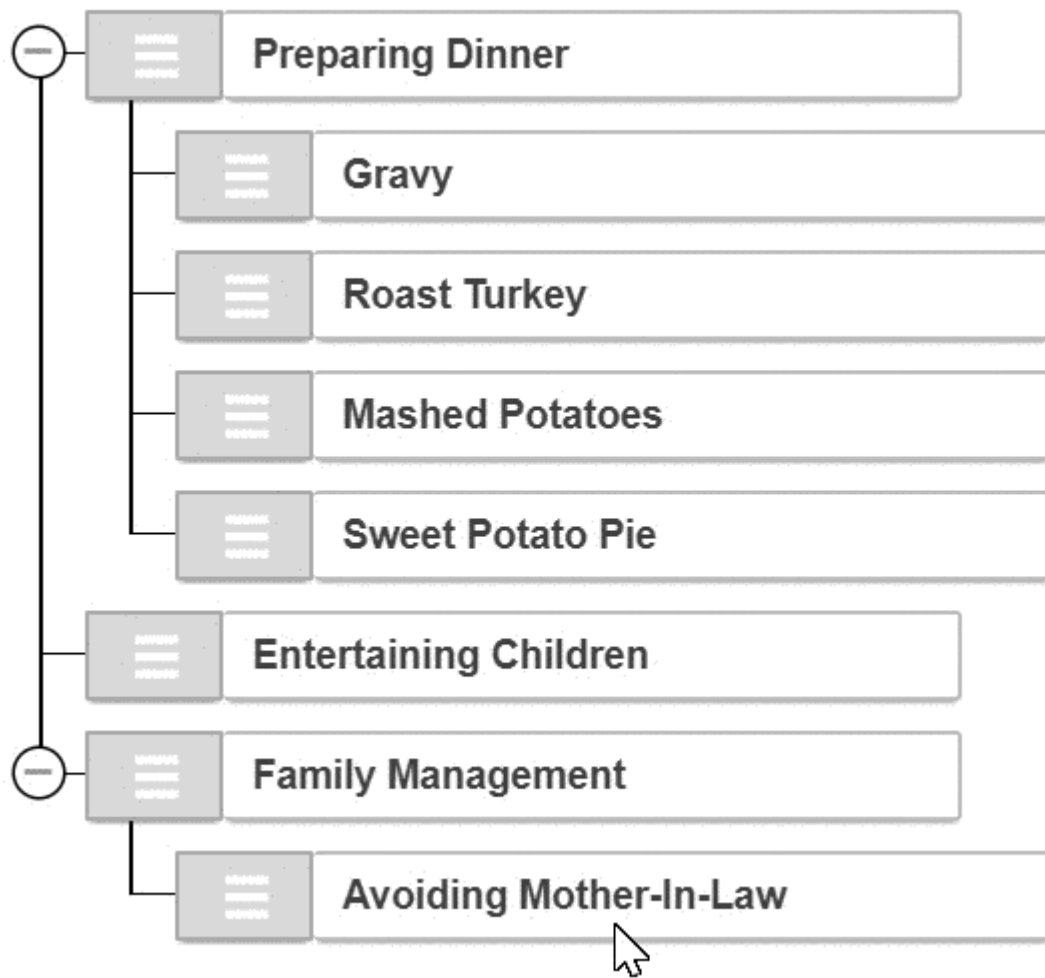 Preparing Dinner
Gravy
Roast Turkey
Mashed Potatoes
Sweet Potato Pie
Entertaining Children
Family Management
Avoiding Mother-In-Law